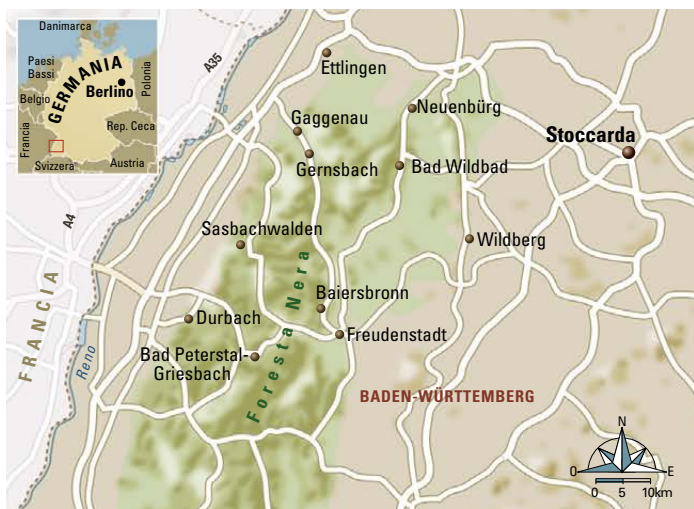 Danimarca
Paesi
Bassi
GERMANIA
Berlino
Polonia
Belgio
Francia
Rep. Ceca
Svizzera
Austria
A35
A4
Ettlingen
Neuenbürg
Gaggenau
Stoccarda
Gernsbach
Bad Wildbad
Sasbachwalden
Wildberg
Foresta Nera
Baiersbronn
Durbach
Freudenstadt
Bad Peterstal-
Griesbach
FRANCIA
Reno
BADEN-WÜRTTEMBERG
N
O
E
S
0 5 10km